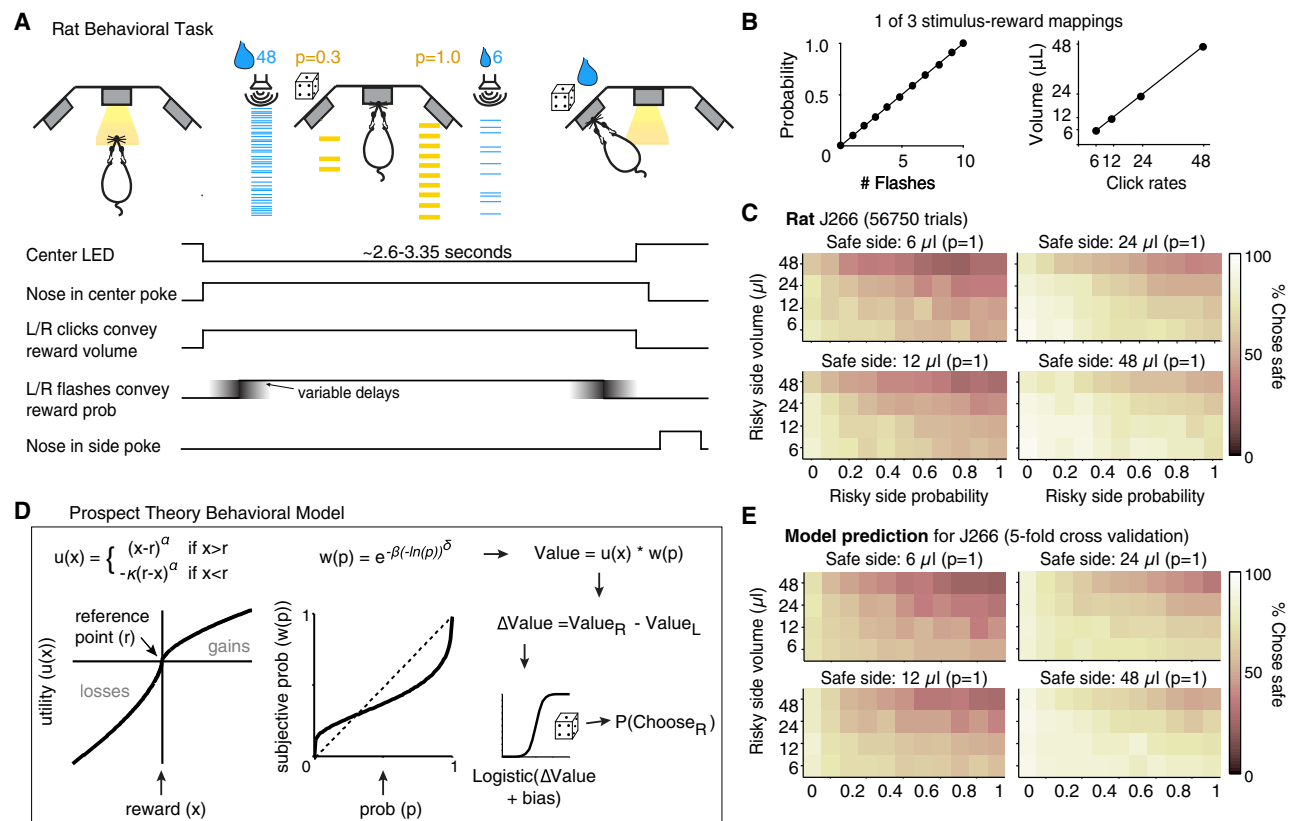 A
Rat Behavioral Task
48
p=0.3
p=1.0
6
Center LED
~2.6-3.35 seconds
Nose in center poke
L/R clicks convey
reward volume
L/R flashes convey
reward prob
variable delays
Nose in side poke
B
1 of 3 stimulus-reward mappings
Probability
1.0
0.5
0
5
10
# Flashes
Volume (µL)
48
24
12
6
6 12 24 48
Click rates
C
Rat J266 (56750 trials)
Safe side: 6 µl (p=1)
Safe side: 24 µl (p=1)
48
24
12
6
Safe side: 12 µl (p=1)
Safe side: 48 µl (p=1)
48
24
12
6
Risky side volume (µl)
0 0.2 0.4 0.6 0.8 1
0 0.2 0.4 0.6 0.8 1
Risky side probability
Risky side probability
100
50
0
% Chose safe
D
Prospect Theory Behavioral Model
u(x) = { (x-r)^α if x>r
-κ(r-x)^α if x<r
w(p) = e^-β(-ln(p))^δ
Value = u(x) * w(p)
reference
point (r)
gains
losses
utility (u(x))
reward (x)
subjective prob (w(p))
1
0
1
prob (p)
ΔValue =Value_R - Value_L
P(Choose_R)
Logistic(ΔValue
+ bias)
E
Model prediction for J266 (5-fold cross validation)
Safe side: 6 µl (p=1)
Safe side: 24 µl (p=1)
48
24
12
6
Safe side: 12 µl (p=1)
Safe side: 48 µl (p=1)
48
24
12
6
Risky side volume (µl)
0 0.2 0.4 0.6 0.8 1
0 0.2 0.4 0.6 0.8 1
Risky side probability
Risky side probability
100
50
0
% Chose safe